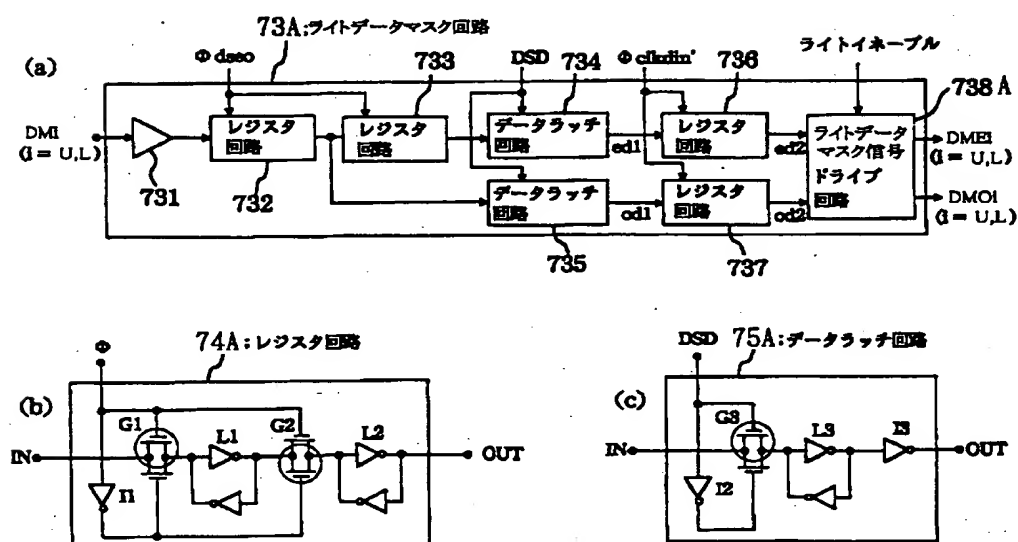 73A:ライトデータマスク回路
(a)
Φdsso
733
DSD
734
Φclkdin'
736
ライトイネーブル
738A
DMi
(i=U,L)
レジスタ
回路
レジスタ
回路
データラッチ
回路
ed1
レジスタ
回路
ed2
ライトデータ
マスク信号
ドライブ
回路
DMEi
(i=U,L)
DMOi
(i=U,L)
731
732
データラッチ
回路
od1
レジスタ
回路
od2
735
737
(b)
Φ
74A:レジスタ回路
G1
L1
G2
L2
IN
OUT
I1
(c)
DSD
75A:データラッチ回路
G3
L3
I3
IN
OUT
I2